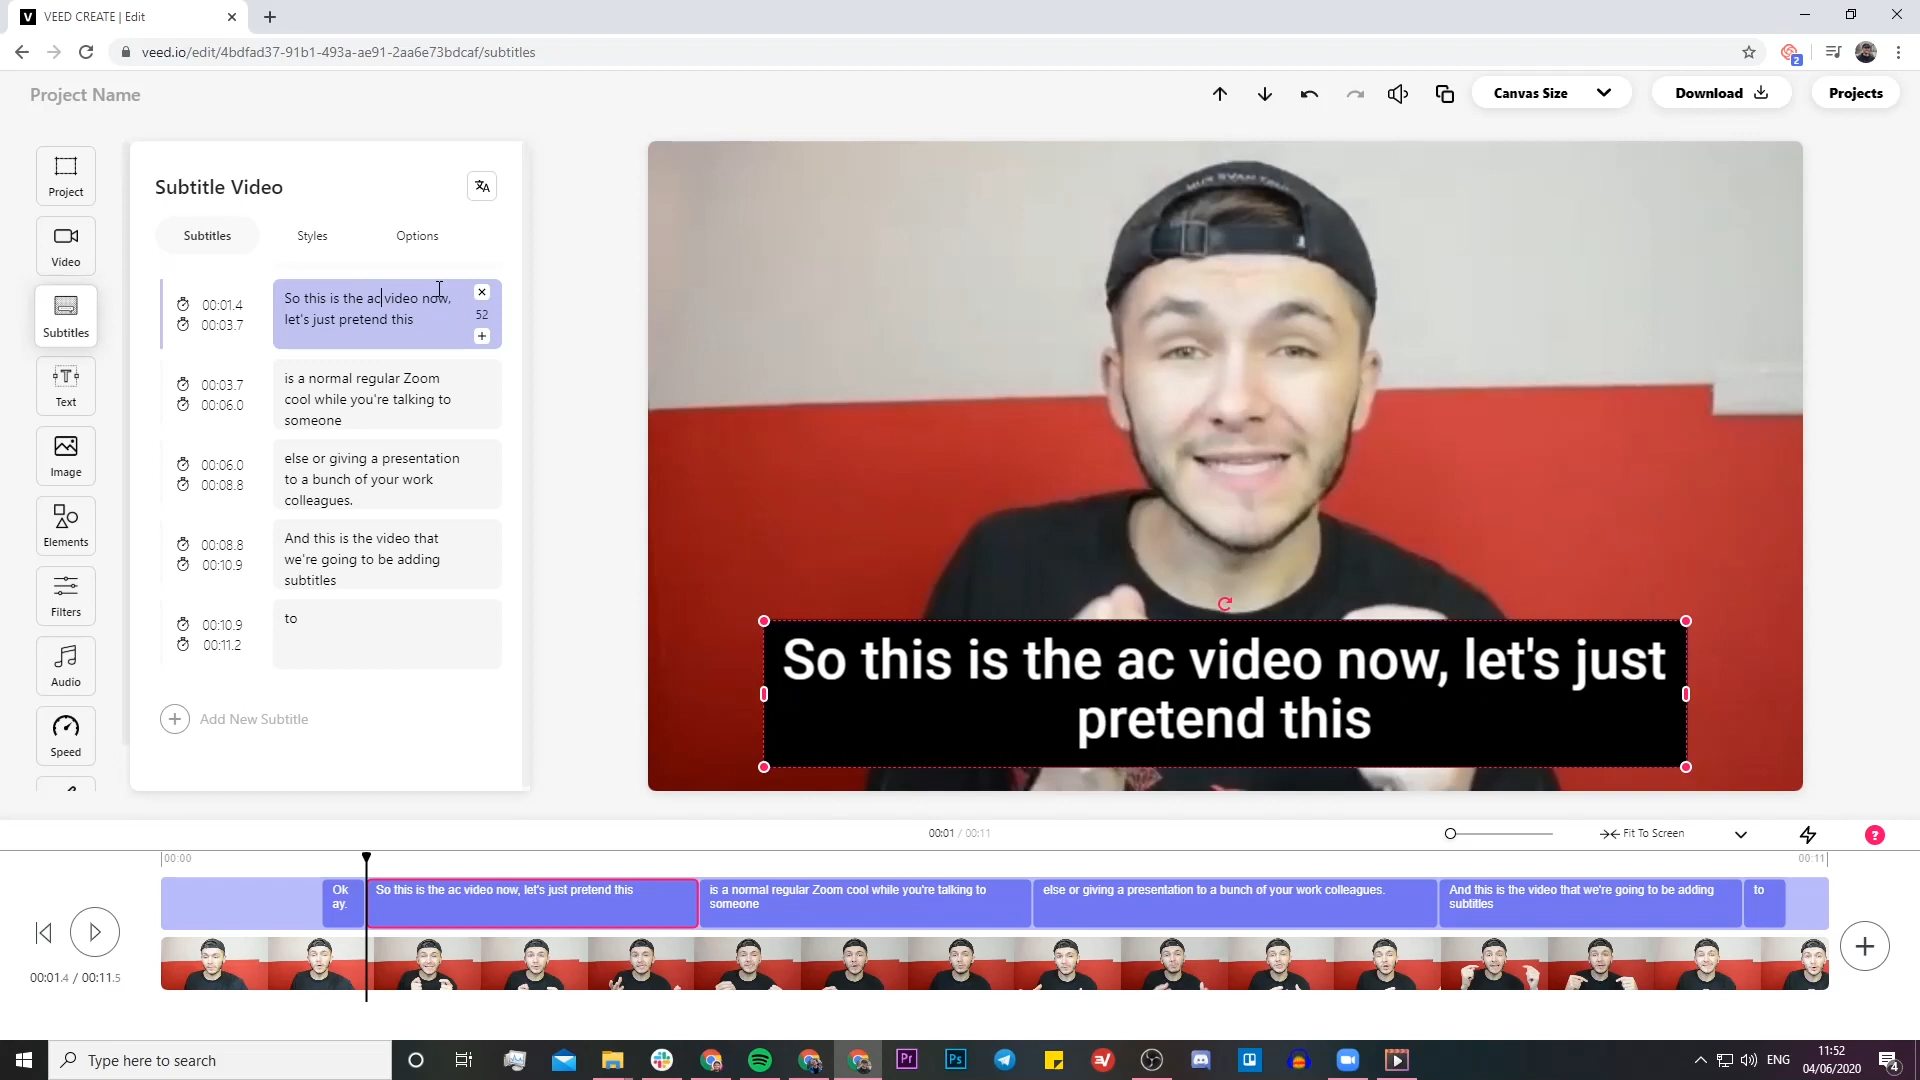 VEED CREATE | Edit
veed.io/edit/4bdfad37-91b1-493a-ae91-2aa6e73bdcaf/subtitles
2
Project Name
Canvas Size
Download
Projects
Project
Video
Subtitles
Text
Image
Elements
Filters
Audio
Speed
Subtitle Video
Subtitles
Styles
Options
00:01.4
00:03.7
So this is the ac video now,
let's just pretend this
52
00:03.7
00:06.0
is a normal regular Zoom
cool while you're talking to
someone
00:06.0
00:08.8
else or giving a presentation
to a bunch of your work
colleagues.
00:08.8
00:10.9
And this is the video that
we're going to be adding
subtitles
00:10.9
00:11.2
to
Add New Subtitle
So this is the ac video now, let's just
pretend this
00:01 / 00:11
Fit To Screen
?
00:00
00:11
Ok
ay.
So this is the ac video now, let's just pretend this
is a normal regular Zoom cool while you're talking to
someone
else or giving a presentation to a bunch of your work colleagues.
And this is the video that we're going to be adding
subtitles
to
00:01.4 / 00:11.5
Type here to search
Pr
Ps
ENG
11:52
04/06/2020
4